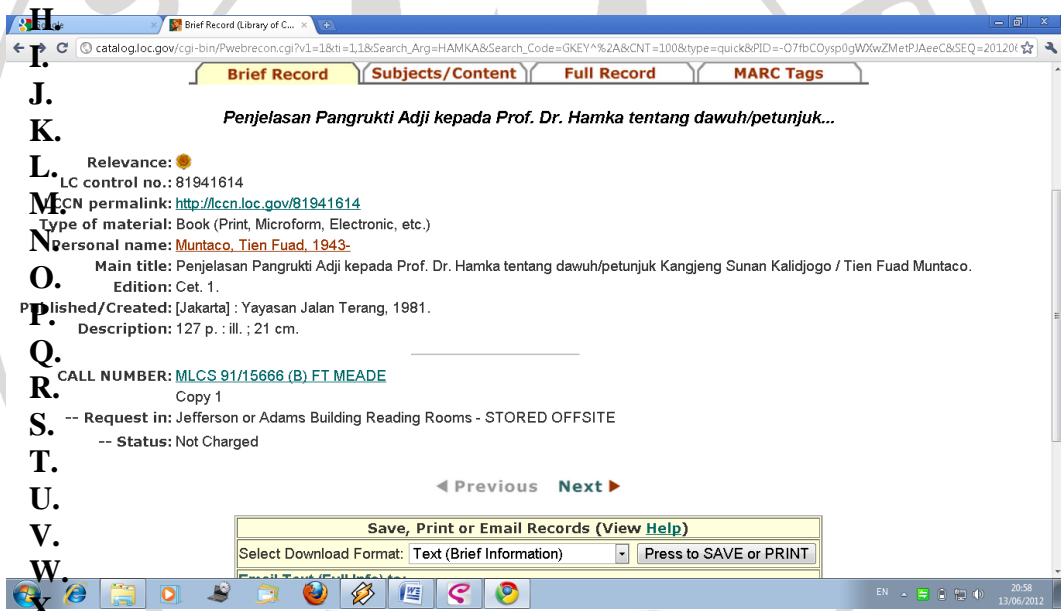 H.
Brief Record (Library of C...
catalog.loc.gov/cgi-bin/Pwebrecon.cgi?v1=1&ti=1,1&Search_Arg=HAMKA&Search_Code=GKEY^%2A&CNT=100&type=quick&PID=-O7fbCOysp0gWXwZMetPJAeeC&SEQ=201206
I.
Brief Record Subjects/Content Full Record MARC Tags
J.
Penjelasan Pangrukti Adji kepada Prof. Dr. Hamka tentang dawuh/petunjuk...
K.
Relevance:
L.
LC control no.: 81941614
M.
LCCN permalink: http://lccn.loc.gov/81941614
Type of material: Book (Print, Microform, Electronic, etc.)
N.
Personal name: Muntaco, Tien Fuad, 1943-
Main title: Penjelasan Pangrukti Adji kepada Prof. Dr. Hamka tentang dawuh/petunjuk Kangjeng Sunan Kalidjogo / Tien Fuad Muntaco.
O.
Edition: Cet. 1.
Published/Created: [Jakarta] : Yayasan Jalan Terang, 1981.
P.
Description: 127 p. : ill. ; 21 cm.
Q.
CALL NUMBER: MLCS 91/15666 (B) FT MEADE
R.
Copy 1
-- Request in: Jefferson or Adams Building Reading Rooms - STORED OFFSITE
S.
-- Status: Not Charged
T.
Previous Next
U.
Save, Print or Email Records (View Help)
V.
Select Download Format: Text (Brief Information) Press to SAVE or PRINT
W.
Email Text (Full Info) to:
X.
EN 20:58
13/06/2012